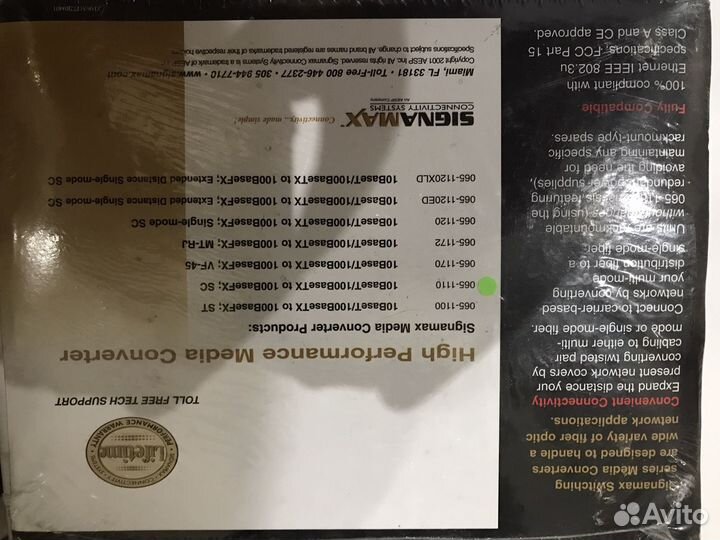 Signamax Switching
series Media Converters
are designed to handle a
wide variety of fiber optic
network applications.
Convenient Connectivity
Expand the distance your
present network covers by
converting twisted pair
cabling to either multi-
mode or single-mode fiber.
Connect to carrier-based
networks by converting
your multi-mode
distribution fiber to a
single-mode fiber
Units are rackmountable
without (using the
065-1 featuring
redundant power supplies),
avoiding the need for
maintaining any specific
rackmount-type spares.
Fully Compatible
100% compliant with
Ethernet IEEE 802.3u
specifications, FCC Part 15
Class A and CE approved.
Lifetime
PERFORMANCE WARRANTY
TOLL FREE TECH SUPPORT
High Performance Media Converter
Signamax Media Converter Products:
065-1100 10BaseT/100BaseTX to 100BaseFX; ST
065-1110 10BaseT/100BaseTX to 100BaseFX; SC
065-1170 10BaseT/100BaseTX to 100BaseFX; VF-45
065-1172 10BaseT/100BaseTX to 100BaseFX; MT-RJ
065-1120 10BaseT/100BaseTX to 100BaseFX; Single-mode SC
065-1120ED 10BaseT/100BaseTX to 100BaseFX; Extended Distance Single-mode SC
065-1120XLD 10BaseT/100BaseTX to 100BaseFX; Extended Distance Single-mode SC
SIGNAMAX™ Connectivity... made simple!
CONNECTIVITY SYSTEMS
An AESP Company
Miami, FL 33181 • Toll-Free 800 446-2377 • 305 944-7710 • www.signamax.com
Copyright 2001 AESP Inc. All rights reserved. Signamax Connectivity Systems is a trademark of AESP
Specifications subject to change. All brand names are registered trademarks of their respective
Avito